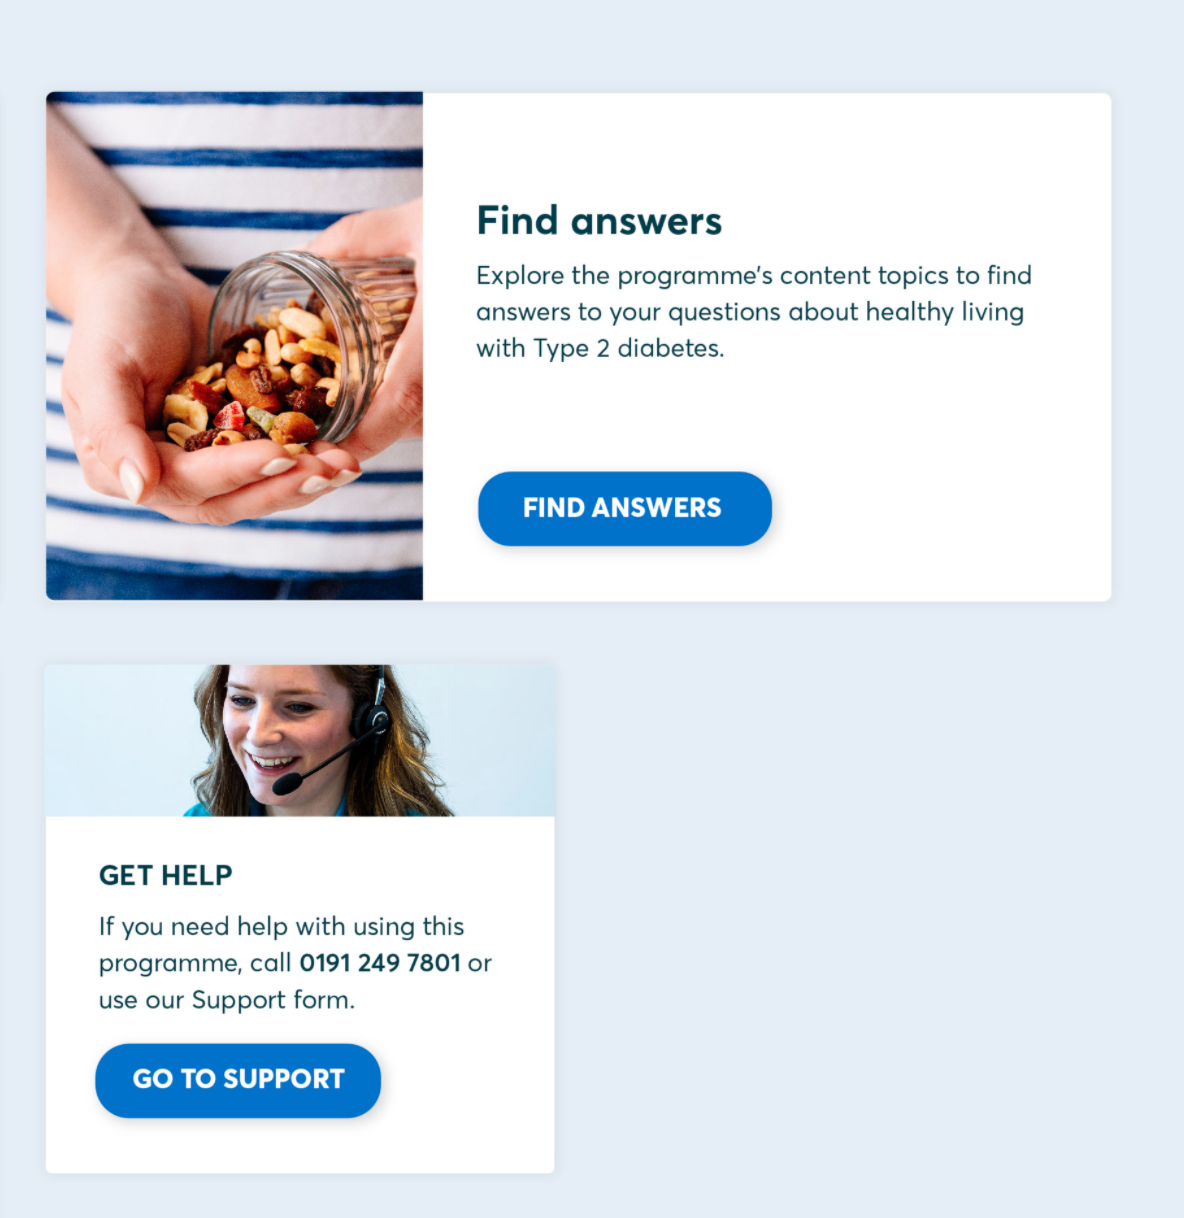 Find answers
Explore the programme's content topics to find
answers to your questions about healthy living
with Type 2 diabetes.
FIND ANSWERS
GET HELP
If you need help with using this
programme, call 0191 249 7801 or
use our Support form.
GO TO SUPPORT